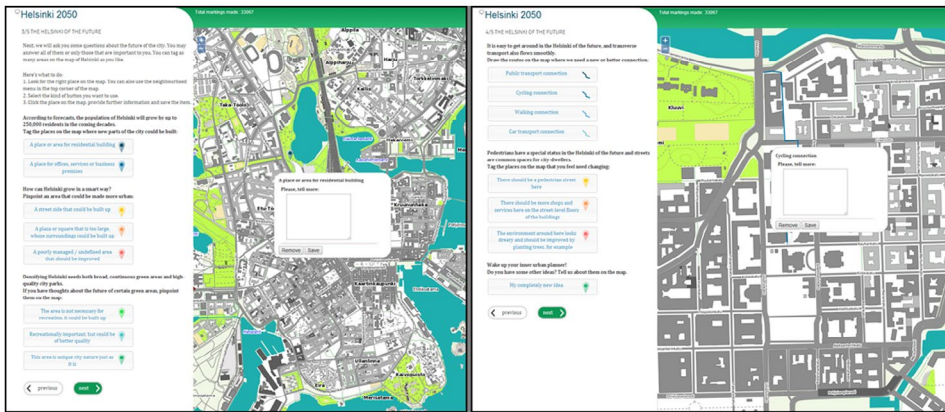 Helsinki 2050
Total markings made: 33867
3/5 THE HELSINKI OF THE FUTURE
Next, we will ask you some questions about the future of the city. You may
answer all of them or only those that are important to you. You can tag as
many areas on the map of Helsinki as you like.
Here's what to do:
1. Look for the right place on the map. You can also use the neighbourhood
menu in the top corner of the map.
2. Select the kind of button you want to use.
3. Click the place on the map, provide further information and save the item.
According to forecasts, the population of Helsinki will grow by up to
250,000 residents in the coming decades.
Tag the places on the map where new parts of the city could be built:
A place or area for residential building
A place for offices, services or business
premises
How can Helsinki grow in a smart way?
Pinpoint an area that could be made more urban:
A street side that could be built up
A plaza or square that is too large,
whose surroundings could be built up
A poorly managed / undefined area
that should be improved
Densifying Helsinki needs both broad, continuous green areas and high-
quality city parks.
If you have thoughts about the future of certain green areas, pinpoint
them on the map:
The area is not necessary for
recreation, it could be built up
Recreationally important, but could be
of better quality
This area is unique city nature just as
it is
previous
next
Alppila
Alppiharju
Kallio
Taka-Töölö
Etu-Töölö
Kruununhaka
Kaartinkaupunki
Ullanlinna
Eira
Kaivopuisto
Merisatama
A place or area for residential building
Please, tell more:
Remove
Save
Helsinki 2050
Total markings made: 33867
4/5 THE HELSINKI OF THE FUTURE
It is easy to get around in the Helsinki of the future, and transverse
transport also flows smoothly.
Draw the routes on the map where we need a new or better connection:
Public transport connection
Cycling connection
Walking connection
Car transport connection
Pedestrians have a special status in the Helsinki of the future and streets
are common spaces for city-dwellers.
Tag the places on the map that you feel need changing:
There should be a pedestrian street
here
There should be more shops and
services here on the street-level floors
of the buildings
The environment around here looks
dreary and should be improved by
planting trees, for example
Wake up your inner urban planner!
Do you have some other ideas? Tell us about them on the map.
My completely new idea
previous
next
Kluuvi
Cycling connection
Please, tell more:
Remove
Save